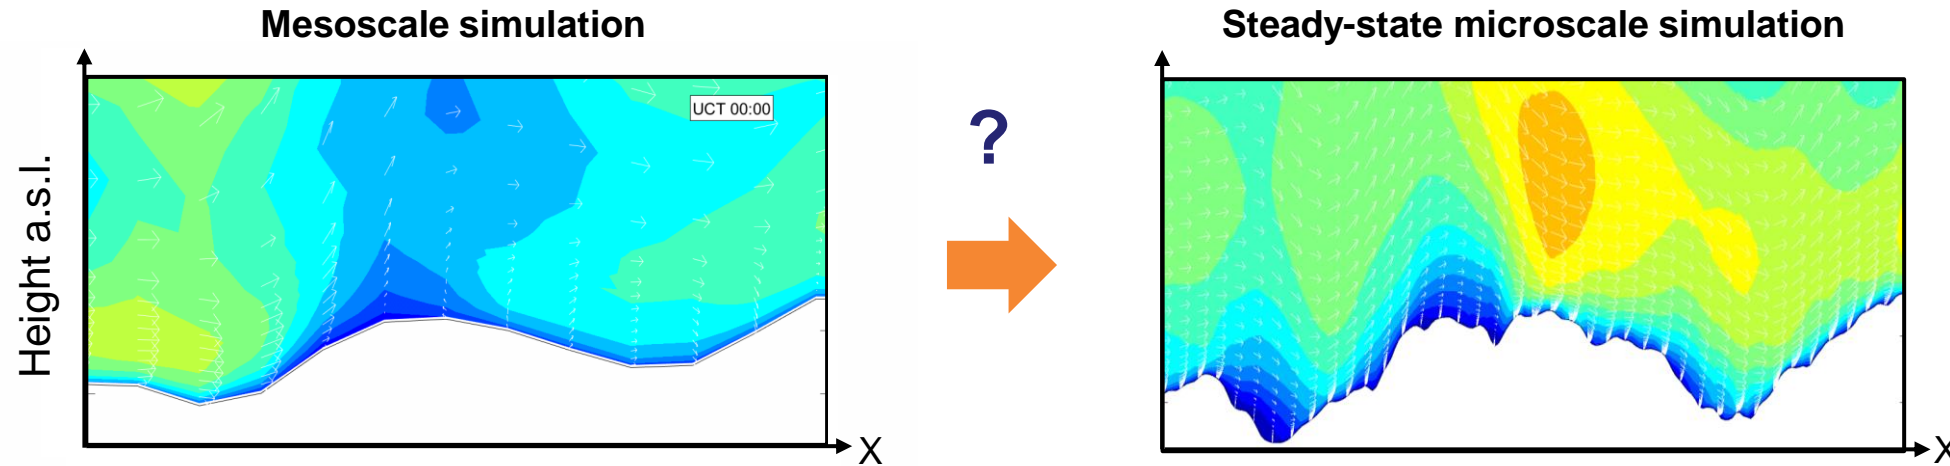 Mesoscale simulation
Steady-state microscale simulation
UCT 00:00
?
Height a.s.l.
X
X